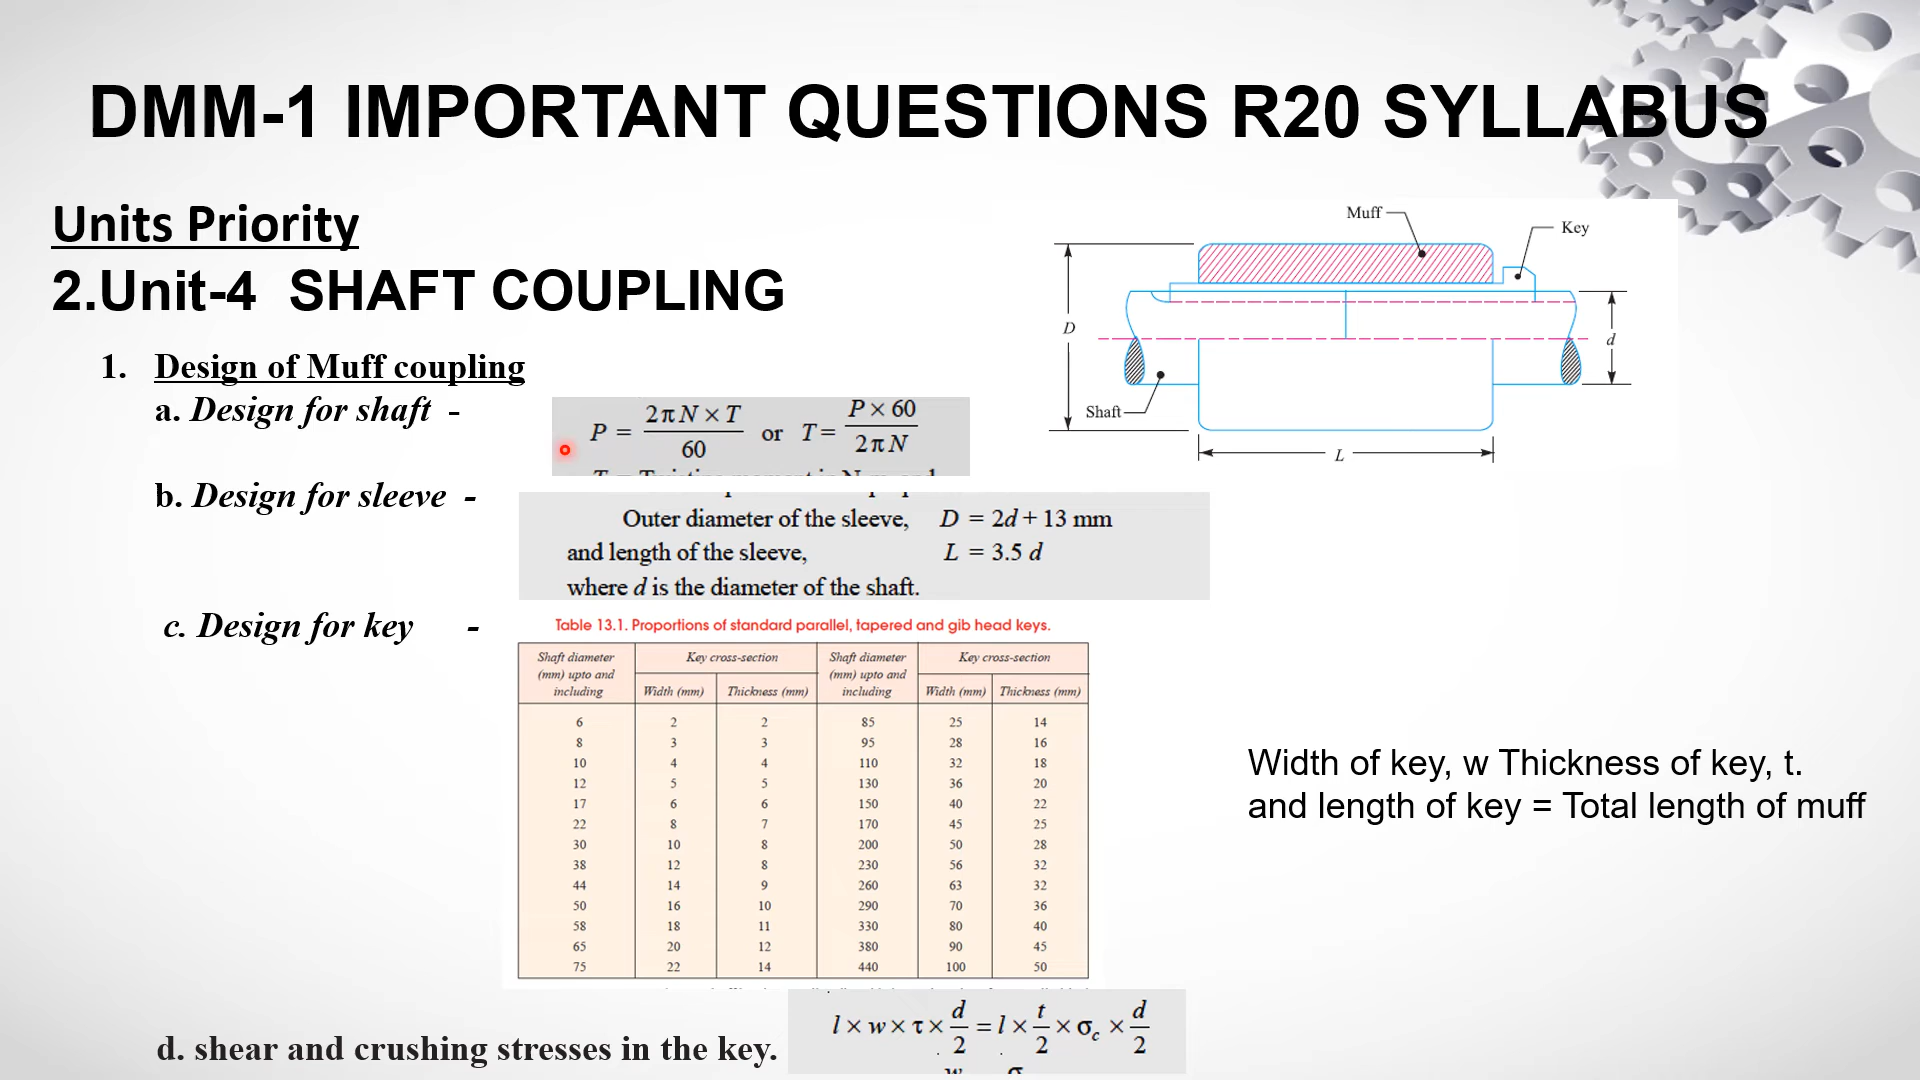 DMM-1 IMPORTANT QUESTIONS R20 SYLLABUS
Units Priority
2.Unit-4 SHAFT COUPLING
1. Design of Muff coupling
a. Design for shaft -
P = 2πN × T / 60 or T = P × 60 / 2πN
b. Design for sleeve -
Outer diameter of the sleeve, D = 2d + 13 mm
and length of the sleeve, L = 3.5 d
where d is the diameter of the shaft.
Muff
Key
D
d
Shaft
L
c. Design for key -
Table 13.1. Proportions of standard parallel, tapered and gib head keys.
Shaft diameter (mm) upto and including Key cross-section Shaft diameter (mm) upto and including Key cross-section
Width (mm) Thickness (mm) Width (mm) Thickness (mm)
6 2 2 85 25 14
8 3 3 95 28 16
10 4 4 110 32 18
12 5 5 130 36 20
17 6 6 150 40 22
22 8 7 170 45 25
30 10 8 200 50 28
38 12 8 230 56 32
44 14 9 260 63 32
50 16 10 290 70 36
58 18 11 330 80 40
65 20 12 380 90 45
75 22 14 440 100 50
Width of key, w Thickness of key, t.
and length of key = Total length of muff
d. shear and crushing stresses in the key.
l × w × τ × d/2 = l × t/2 × σc × d/2